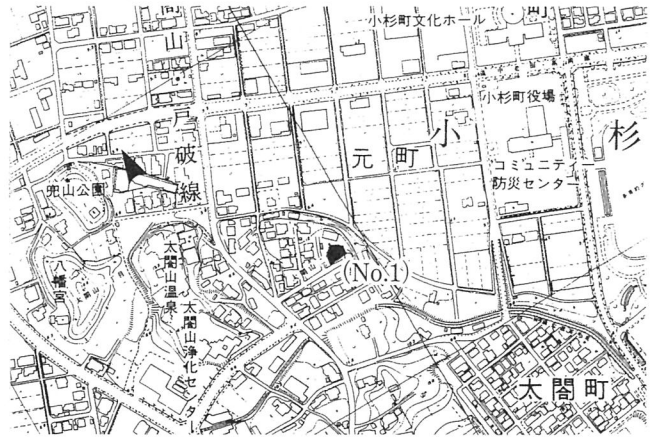 小杉町文化ホール
町
山
戸破線
小杉町役場
小杉
元町
コミュニティ
防災センター
兜山公園
(No.1)
太閤山温泉
太閤山浄化センター
幡宮
太閤町